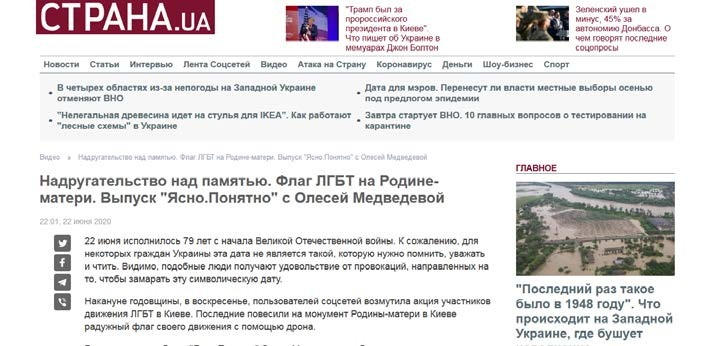 СТРАНА.UA
"Трамп был за
пророссийского
президента в Киеве".
Что пишет об Украине в
мемуарах Джон Болтон
Зеленский ушел в
минус, 45% за
автономию Донбасса. О
чем говорят последние
соцопросы
Новости Статьи Интервью Лента Соцсетей Видео Атака на Страну Коронавирус Деньги Шоу-бизнес Спорт
В четырех областях из-за непогоды на Западной Украине
отменяют ВНО
Дата для мэров. Перенесут ли власти местные выборы осенью
под предлогом эпидемии
"Нелегальная древесина идет на стулья для IKEA". Как работают
"лесные схемы" в Украине
Завтра стартует ВНО. 10 главных вопросов о тестировании на
карантине
Видео » Надругательство над памятью. Флаг ЛГБТ на Родине-матери. Выпуск "Ясно.Понятно" с Олесей Медведевой
Надругательство над памятью. Флаг ЛГБТ на Родине-
матери. Выпуск "Ясно.Понятно" с Олесей Медведевой
22:01, 22 июня 2020
22 июня исполнилось 79 лет с начала Великой Отечественной войны. К сожалению, для
некоторых граждан Украины эта дата не является такой, которую нужно помнить, уважать
и чтить. Видимо, подобные люди получают удовольствие от провокаций, направленных на
то, чтобы замарать эту символическую дату.
Накануне годовщины, в воскресенье, пользователей соцсетей возмутила акция участников
движения ЛГБТ в Киеве. Последние повесили на монумент Родины-матери в Киеве
радужный флаг своего движения с помощью дрона.
ГЛАВНОЕ
"Последний раз такое
было в 1948 году". Что
происходит на Западной
Украине, где бушует